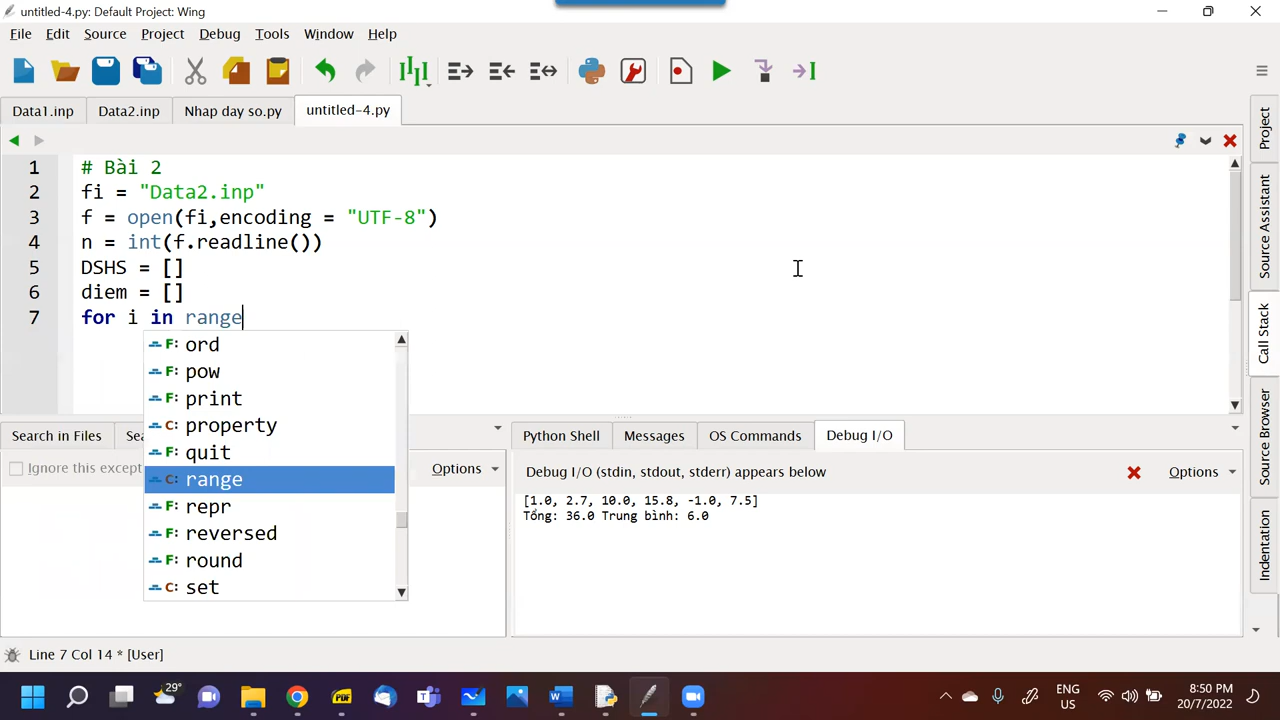 untitled-4.py: Default Project: Wing
File Edit Source Project Debug Tools Window Help
Data1.inp Data2.inp Nhap day so.py untitled-4.py
1 # Bài 2
2 fi = "Data2.inp"
3 f = open(fi,encoding = "UTF-8")
4 n = int(f.readline())
5 DSHS = []
6 diem = []
7 for i in range
F: ord
F: pow
F: print
C: property
F: quit
C: range
F: repr
C: reversed
F: round
C: set
Project
Source Assistant
Call Stack
Source Browser
Indentation
Search in Files
Ignore this except
Options
Python Shell Messages OS Commands Debug I/O
Debug I/O (stdin, stdout, stderr) appears below
Options
[1.0, 2.7, 10.0, 15.8, -1.0, 7.5]
Tổng: 36.0 Trung bình: 6.0
Line 7 Col 14 * [User]
29°
PDF
ENG
US
8:50 PM
20/7/2022